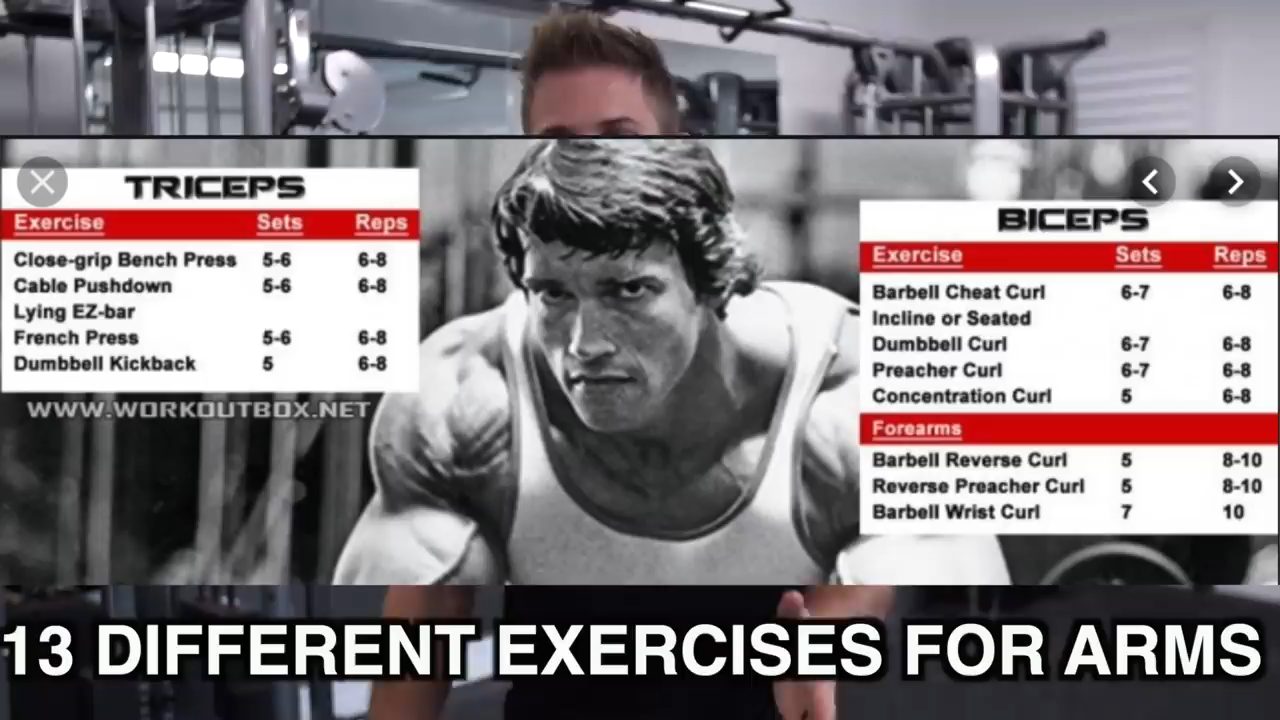 TRICEPS
Exercise Sets Reps
Close-grip Bench Press 5-6 6-8
Cable Pushdown 5-6 6-8
Lying EZ-bar
French Press 5-6 6-8
Dumbbell Kickback 5 6-8
WWW.WORKOUTBOX.NET
BICEPS
Exercise Sets Reps
Barbell Cheat Curl 6-7 6-8
Incline or Seated
Dumbbell Curl 6-7 6-8
Preacher Curl 6-7 6-8
Concentration Curl 5 6-8
Forearms
Barbell Reverse Curl 5 8-10
Reverse Preacher Curl 5 8-10
Barbell Wrist Curl 7 10
13 DIFFERENT EXERCISES FOR ARMS